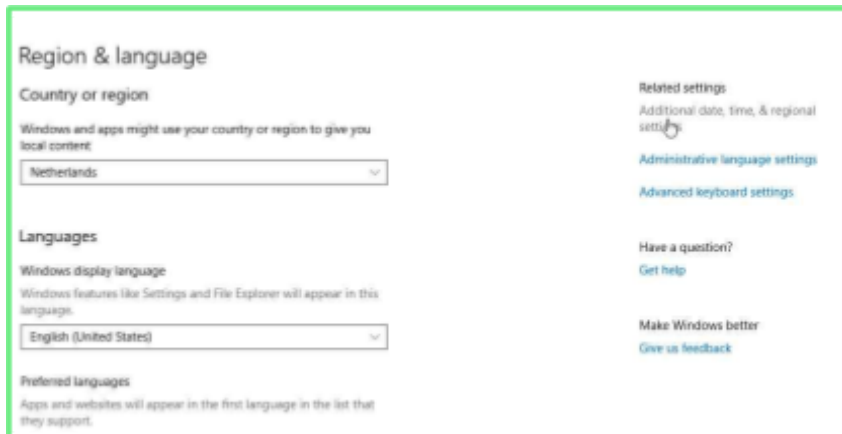 Region & language
Country or region
Windows and apps might use your country or region to give you
local content
Netherlands
Languages
Windows display language
Windows features like Settings and File Explorer will appear in this
language.
English (United States)
Preferred languages
Apps and websites will appear in the first language in the list that
they support.
Related settings
Additional date, time, & regional
settings
Administrative language settings
Advanced keyboard settings
Have a question?
Get help
Make Windows better
Give us feedback